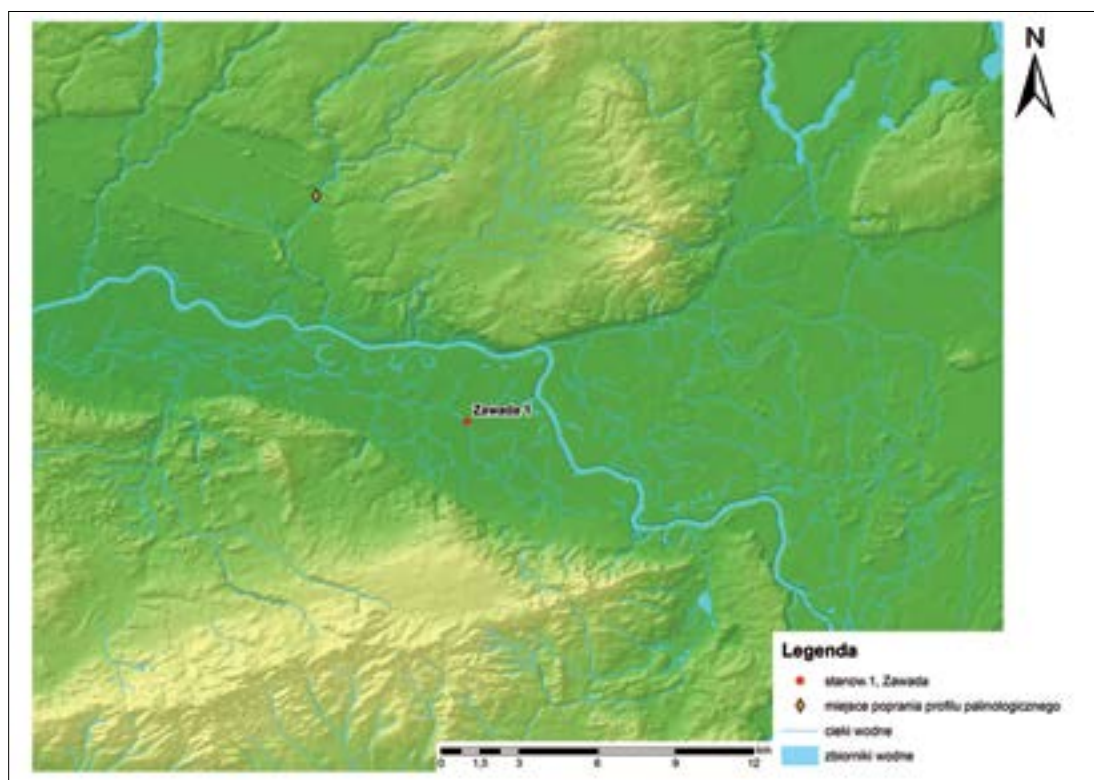 N
Zawada 1
Legenda
stanow.1, Zawada
miejsce poprania profilu palinologicznego
cieki wodne
zbiorniki wodne
km
0 1,5 3 6 9 12